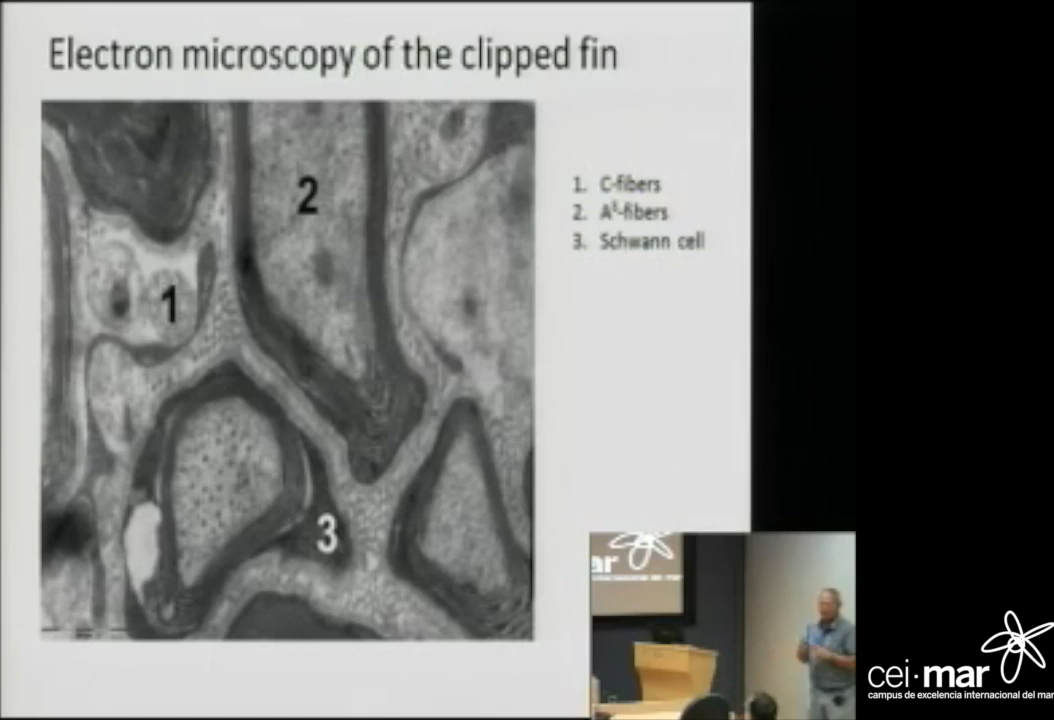 Electron microscopy of the clipped fin
2
1
3
1. C-fibers
2. Aδ-fibers
3. Schwann cell
ar
cei·mar
campus de excelencia internacional del mar